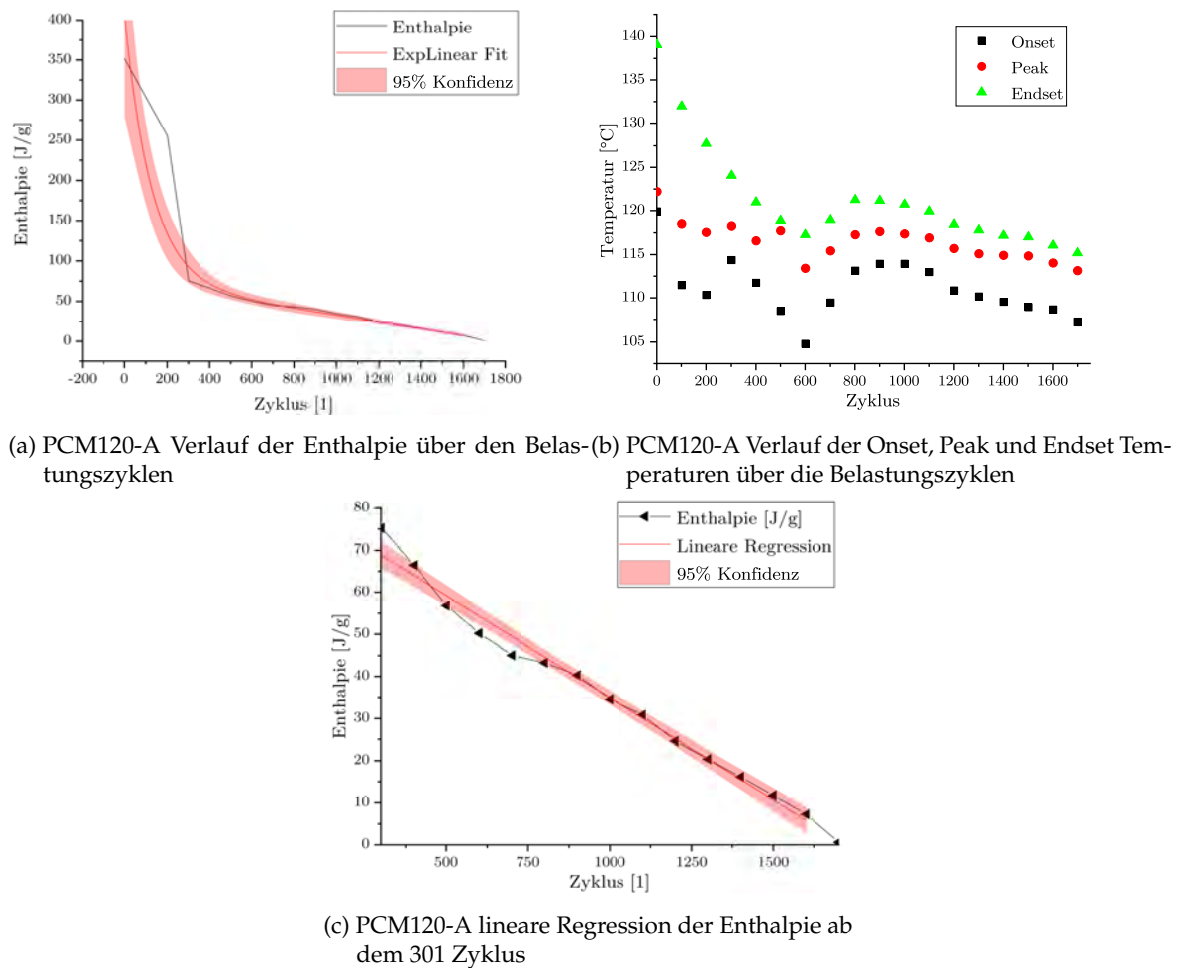 400
350
300
250
200
150
100
50
0
Enthalpie [J/g]
Enthalpie
ExpLinear Fit
95% Konfidenz
-200 0 200 400 600 800 1000 1200 1400 1600 1800
Zyklus [1]
140
135
130
125
120
115
110
105
Temperatur [°C]
Onset
Peak
Endset
0 200 400 600 800 1000 1200 1400 1600
Zyklus
(a) PCM120-A Verlauf der Enthalpie über den Belas-
tungszyklen
(b) PCM120-A Verlauf der Onset, Peak und Endset Tem-
peraturen über die Belastungszyklen
80
70
60
50
40
30
20
10
0
Enthalpie [J/g]
Enthalpie [J/g]
Lineare Regression
95% Konfidenz
500 750 1000 1250 1500
Zyklus [1]
(c) PCM120-A lineare Regression der Enthalpie ab
dem 301 Zyklus